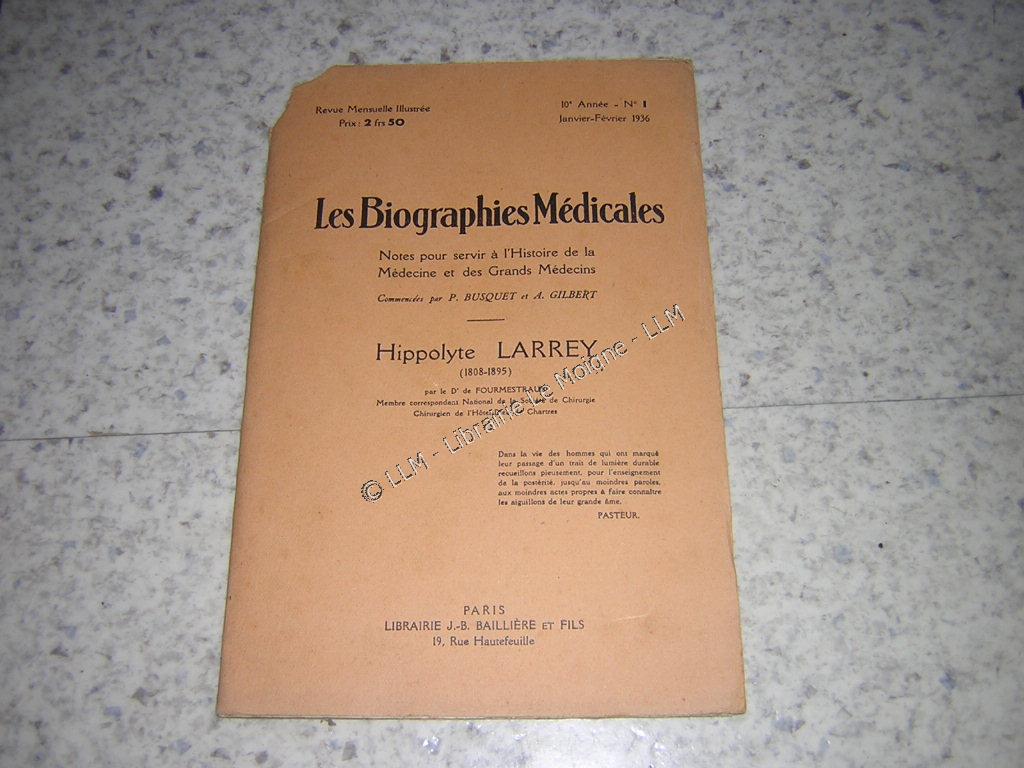 Revue Mensuelle Illustrée
Prix : 2 frs 50
10e Année - N° 1
Janvier-Février 1936
Les Biographies Médicales
Notes pour servir à l'Histoire de la
Médecine et des Grands Médecins
Commencées par P. BUSQUET et A. GILBERT
Hippolyte LARREY
(1808-1895)
par le Dr de FOURMESTRAUX
Membre correspondant National de la Société de Chirurgie
Chirurgien de l'Hôtel-Dieu de Chartres
Dans la vie des hommes qui ont marqué
leur passage d'un trait de lumière durable
recueillons pieusement, pour l'enseignement
de la postérité, jusqu'au moindres paroles,
aux moindres actes propres à faire connaître
les aiguillons de leur grande âme.
PASTEUR.
PARIS
LIBRAIRIE J.-B. BAILLIÈRE ET FILS
19, Rue Hautefeuille
© LLM - Librairie Le Moigne - LLM